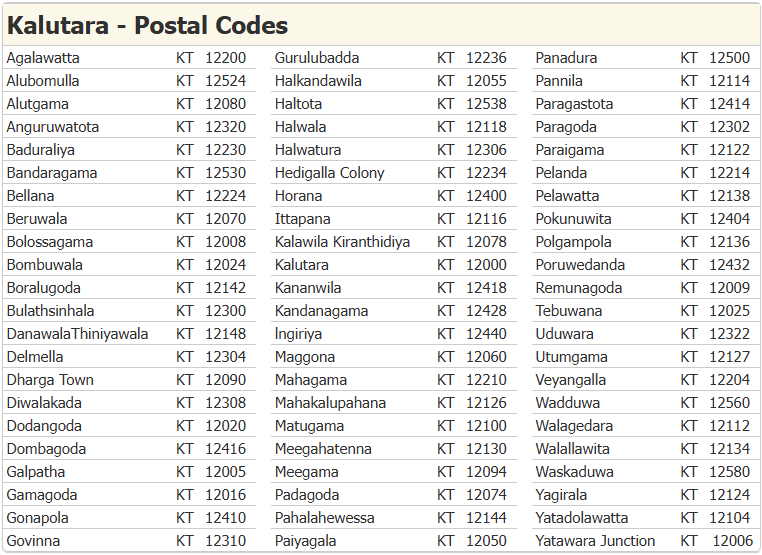 Kalutara - Postal Codes
Agalawatta KT 12200 Gurulubadda KT 12236 Panadura KT 12500
Alubomulla KT 12524 Halkandawila KT 12055 Pannila KT 12114
Alutgama KT 12080 Haltota KT 12538 Paragastota KT 12414
Anguruwatota KT 12320 Halwala KT 12118 Paragoda KT 12302
Baduraliya KT 12230 Halwatura KT 12306 Paraigama KT 12122
Bandaragama KT 12530 Hedigalla Colony KT 12234 Pelanda KT 12214
Bellana KT 12224 Horana KT 12400 Pelawatta KT 12138
Beruwala KT 12070 Ittapana KT 12116 Pokunuwita KT 12404
Bolossagama KT 12008 Kalawila Kiranthidiya KT 12078 Polgampola KT 12136
Bombuwala KT 12024 Kalutara KT 12000 Poruwedanda KT 12432
Boralugoda KT 12142 Kananwila KT 12418 Remunagoda KT 12009
Bulathsinhala KT 12300 Kandanagama KT 12428 Tebuwana KT 12025
DanawalaThiniyawala KT 12148 lngiriya KT 12440 Uduwara KT 12322
Delmella KT 12304 Maggona KT 12060 Utumgama KT 12127
Dharga Town KT 12090 Mahagama KT 12210 Veyangalla KT 12204
Diwalakada KT 12308 Mahakalupahana KT 12126 Wadduwa KT 12560
Dodangoda KT 12020 Matugama KT 12100 Walagedara KT 12112
Dombagoda KT 12416 Meegahatenna KT 12130 Walallawita KT 12134
Galpatha KT 12005 Meegama KT 12094 Waskaduwa KT 12580
Gamagoda KT 12016 Padagoda KT 12074 Yagirala KT 12124
Gonapola KT 12410 Pahalahewessa KT 12144 Yatadolawatta KT 12104
Govinna KT 12310 Paiyagala KT 12050 Yatawara Junction KT 12006